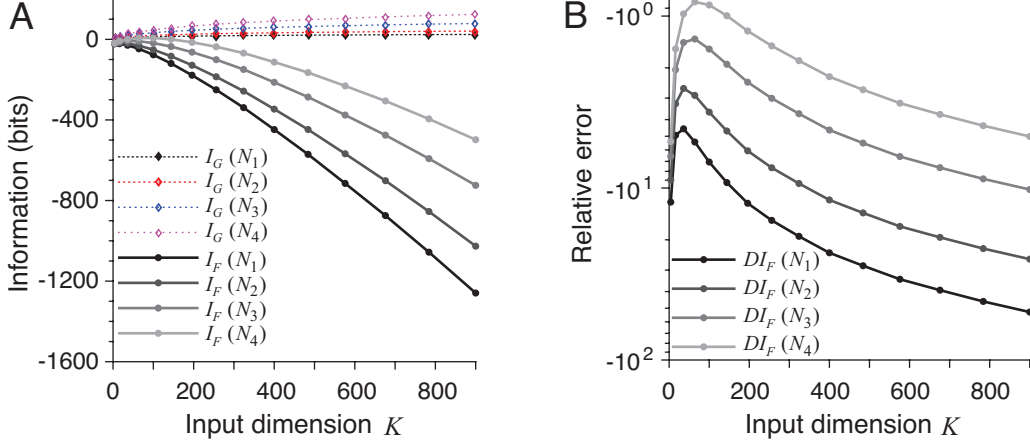 A
0
-400
-800
-1200
-1600
Information (bits)
I_G (N_1)
I_G (N_2)
I_G (N_3)
I_G (N_4)
I_F (N_1)
I_F (N_2)
I_F (N_3)
I_F (N_4)
0 200 400 600 800
Input dimension K
B
-10^0
-10^1
-10^2
Relative error
DI_F (N_1)
DI_F (N_2)
DI_F (N_3)
DI_F (N_4)
0 200 400 600 800
Input dimension K